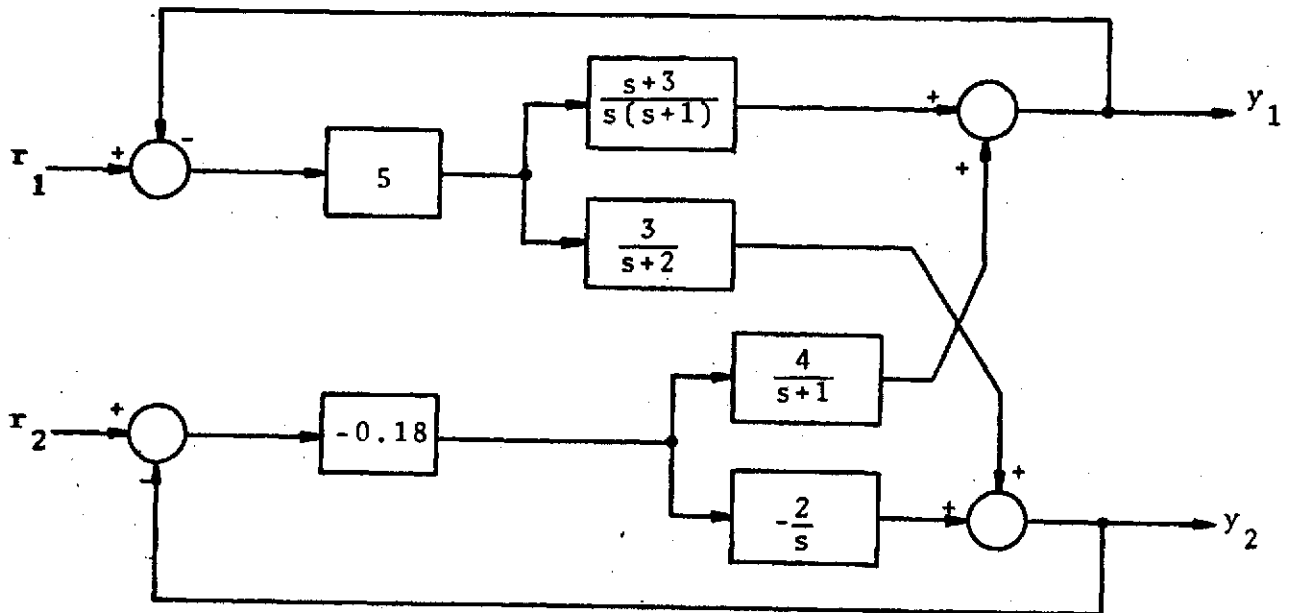 s+3
s(s+1)
y1
r1
5
3
s+2
4
s+1
r2
-0.18
-2
s
y2
+
-
+
+
+
-
+
+